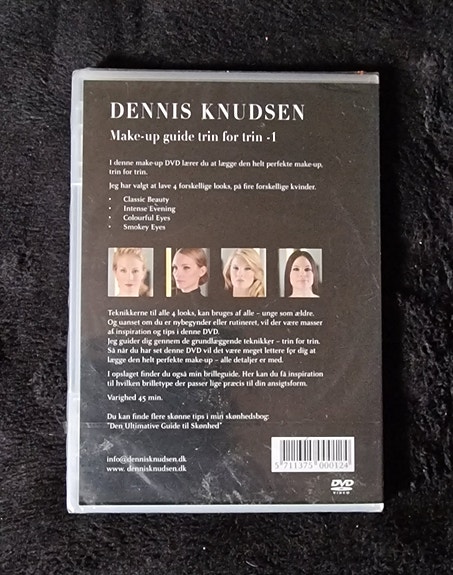 DENNIS KNUDSEN
Make-up guide trin for trin -1
I denne make-up DVD lærer du at lægge den helt perfekte make-up,
trin for trin.
Jeg har valgt at lave 4 forskellige looks, på fire forskellige kvinder.
• Classic Beauty
• Intense Evening
• Colourful Eyes
• Smokey Eyes
Teknikkerne til alle 4 looks, kan bruges af alle – unge som ældre.
Og uanset om du er nybegynder eller rutineret, vil der være masser
af inspiration og tips i denne DVD.
Jeg guider dig gennem de grundlæggende teknikker – trin for trin.
Så når du har set denne DVD vil det være meget lettere for dig at
lægge den helt perfekte make-up – alle detaljer er med.
I opslaget finder du også min brilleguide. Her kan du få inspiration
til hvilken brilletype der passer lige præcis til din ansigtsform.
Varighed 45 min.
Du kan finde flere skønne tips i min skønhedsbog:
"Den Ultimative Guide til Skønhed"
info@dennisknudsen.dk
www. dennisknudsen.dk
5 711375 000124
DVD
VIDEO